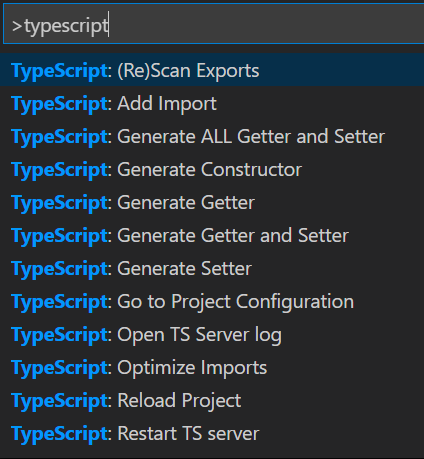 >typescript
TypeScript: (Re)Scan Exports
TypeScript: Add Import
TypeScript: Generate ALL Getter and Setter
TypeScript: Generate Constructor
TypeScript: Generate Getter
TypeScript: Generate Getter and Setter
TypeScript: Generate Setter
TypeScript: Go to Project Configuration
TypeScript: Open TS Server log
TypeScript: Optimize Imports
TypeScript: Reload Project
TypeScript: Restart TS server